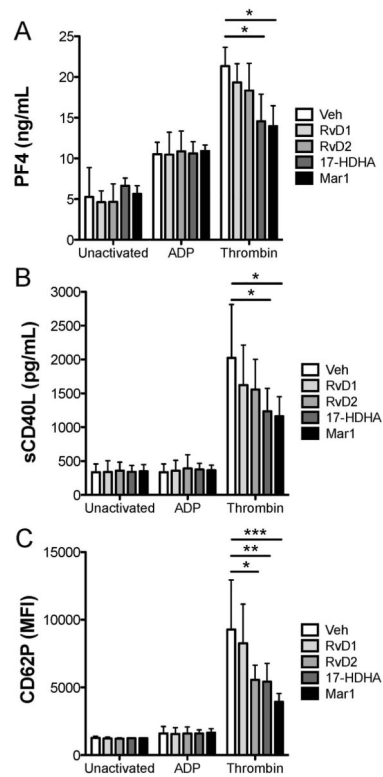 A
*
*
25
20
15
10
5
0
PF4 (ng/mL)
Unactivated ADP Thrombin
Veh
RvD1
RvD2
17-HDHA
Mar1
B
*
*
3000
2500
2000
1500
1000
500
0
sCD40L (pg/mL)
Unactivated ADP Thrombin
Veh
RvD1
RvD2
17-HDHA
Mar1
C
***
**
*
15000
10000
5000
0
CD62P (MFI)
Unactivated ADP Thrombin
Veh
RvD1
RvD2
17-HDHA
Mar1